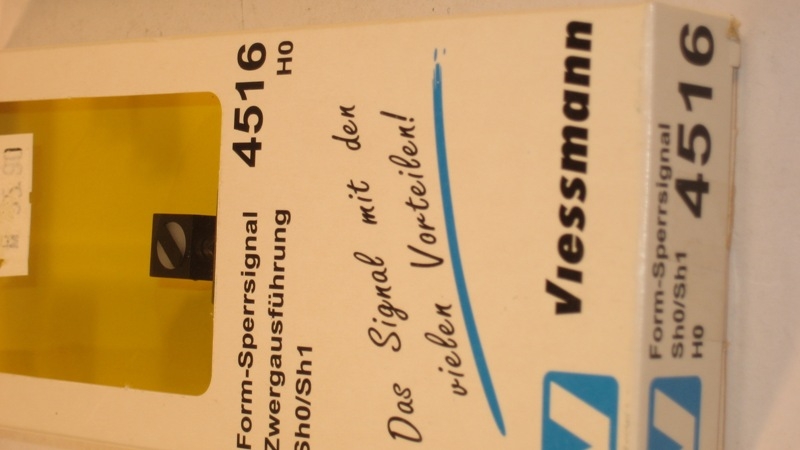 Form-Sperrsignal 4516
Zwergausführung H0
Sh0/Sh1
Das Signal mit den
vielen Vorteilen!
Viessmann
Form-Sperrsignal 4516
Sh0/Sh1
H0